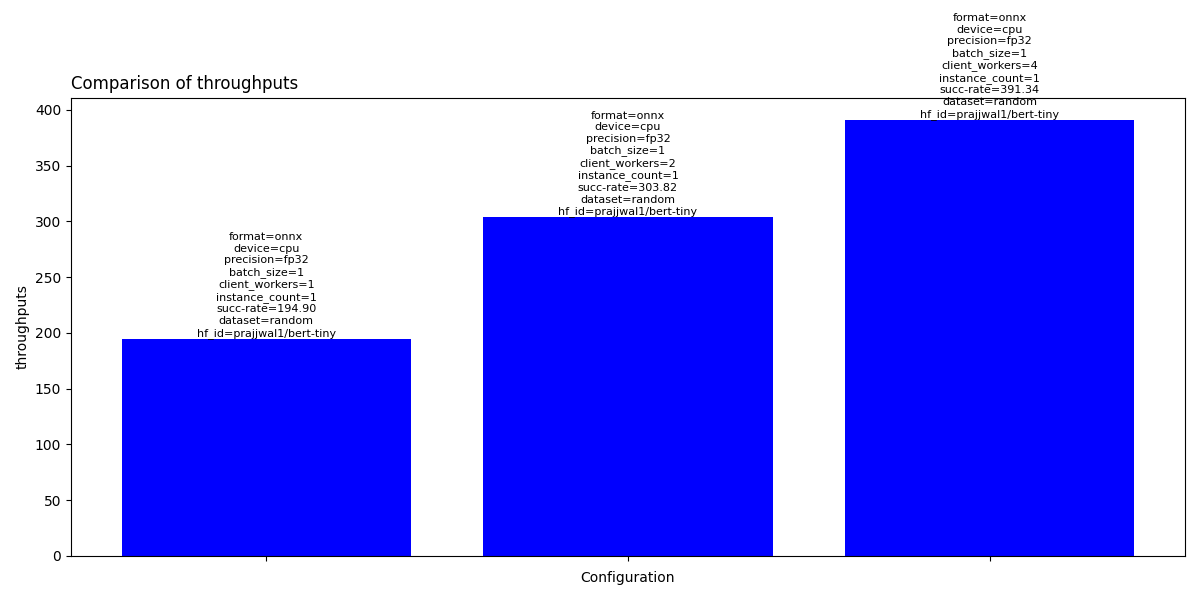 format=onnx
device=cpu
precision=fp32
batch_size=1
client_workers=4
instance_count=1
succ-rate=391.34
dataset=random
hf_id=prajjwal1/bert-tiny
Comparison of throughputs
format=onnx
device=cpu
precision=fp32
batch_size=1
client_workers=2
instance_count=1
succ-rate=303.82
dataset=random
hf_id=prajjwal1/bert-tiny
format=onnx
device=cpu
precision=fp32
batch_size=1
client_workers=1
instance_count=1
succ-rate=194.90
dataset=random
hf_id=prajjwal1/bert-tiny
400
350
300
250
200
150
100
50
0
throughputs
Configuration